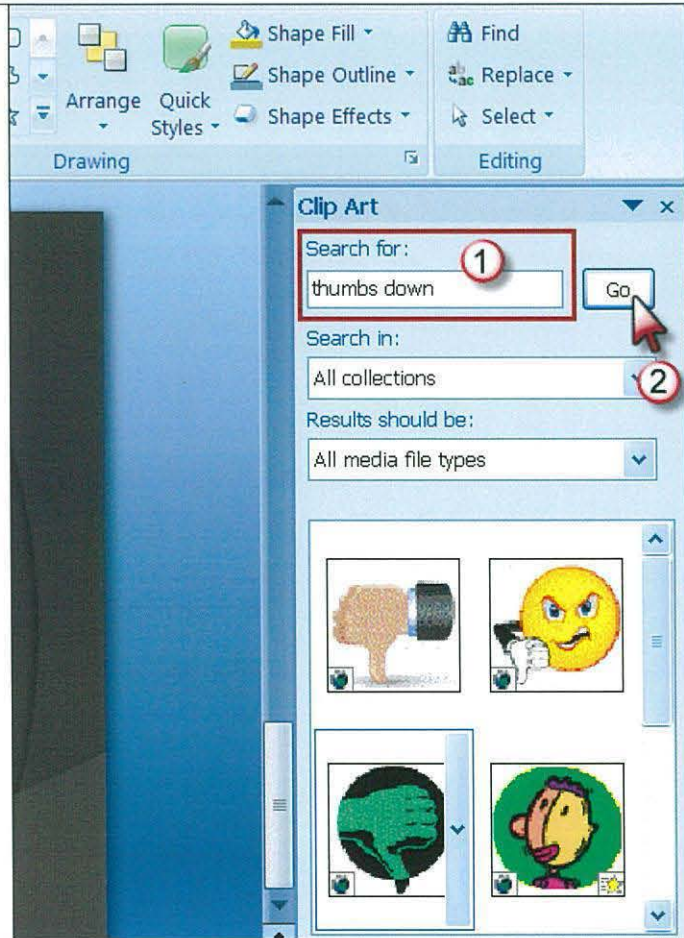 Shape Fill
Find
Shape Outline
Replace
Arrange
Quick Styles
Shape Effects
Select
Drawing
Editing
Clip Art
Search for:
1
thumbs down
Go
Search in:
All collections
2
Results should be:
All media file types